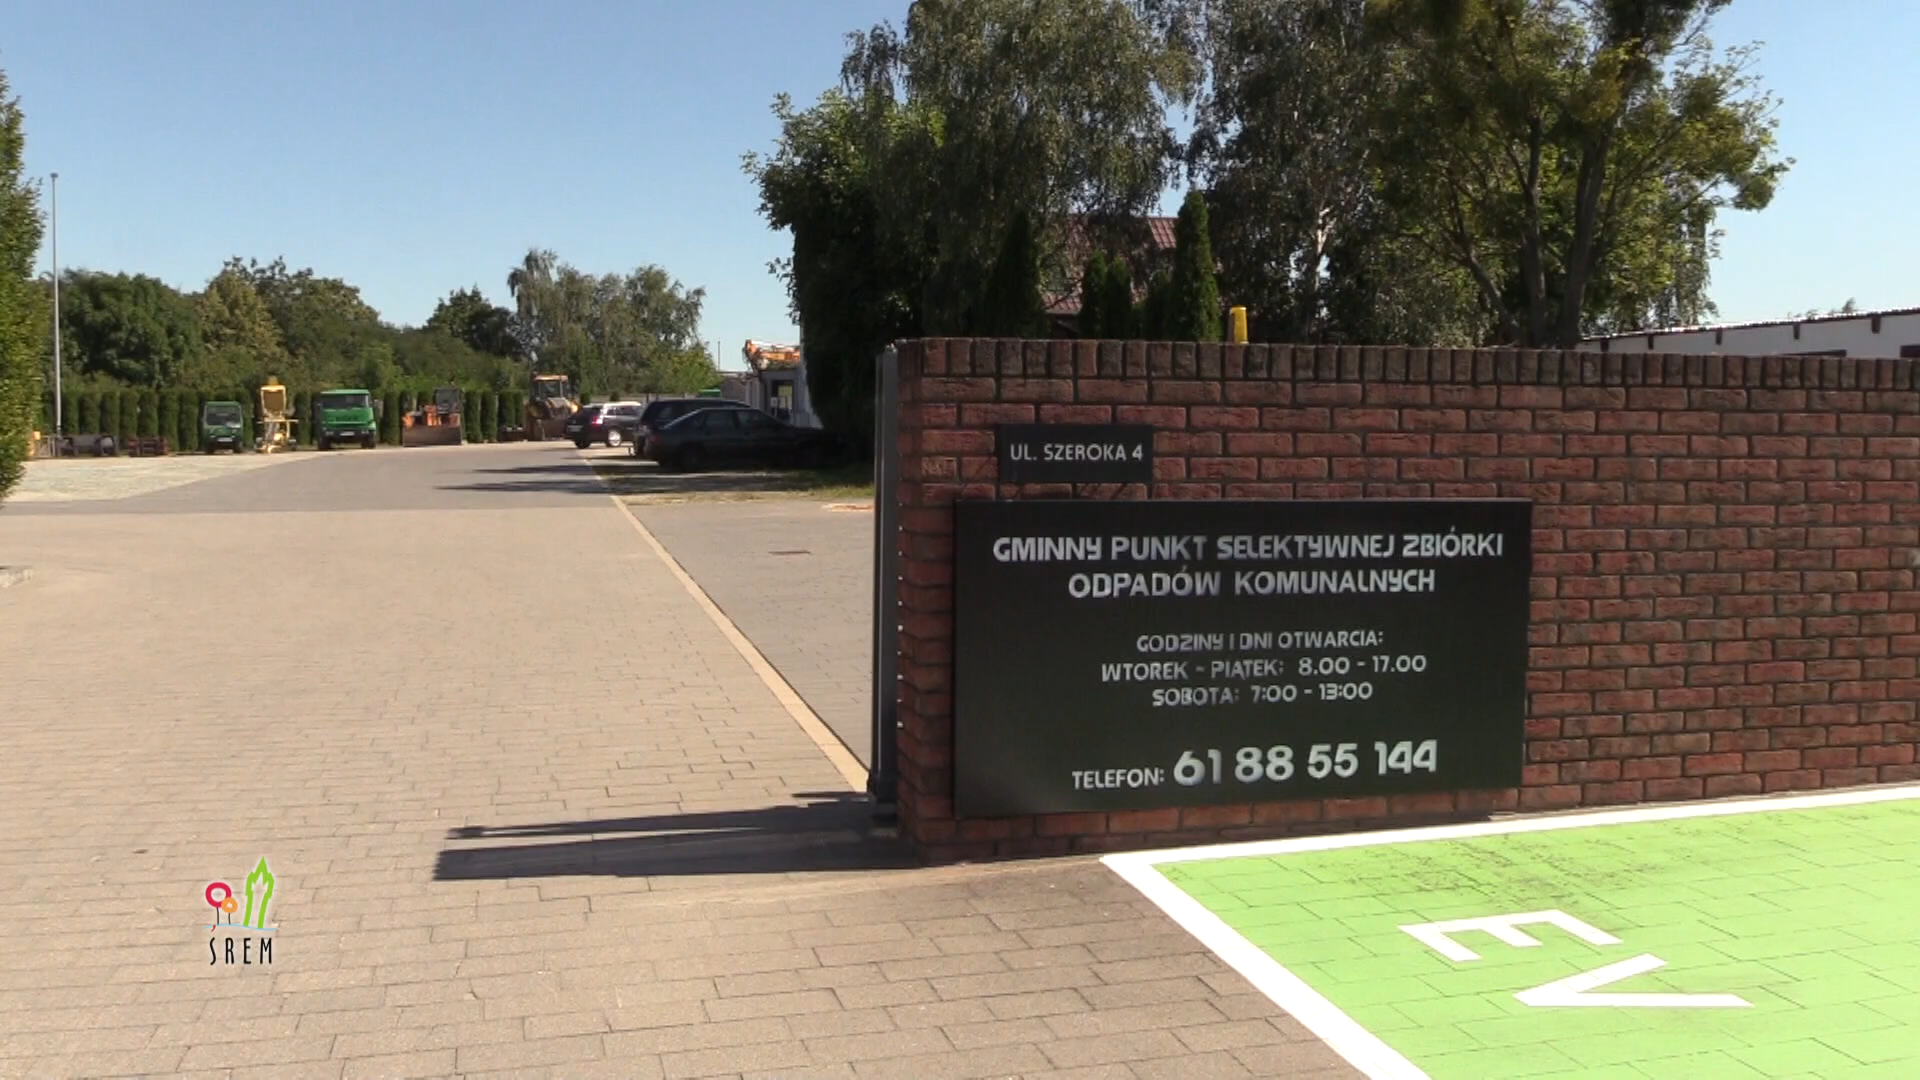 UL. SZEROKA 4
GMINNY PUNKT SELEKTYWNEJ ZBIÓRKI
ODPADÓW KOMUNALNYCH
GODZINY I DNI OTWARCIA:
WTOREK - PIĄTEK: 8.00 - 17.00
SOBOTA: 7:00 - 13:00
TELEFON: 61 88 55 144
EV
ŚREM